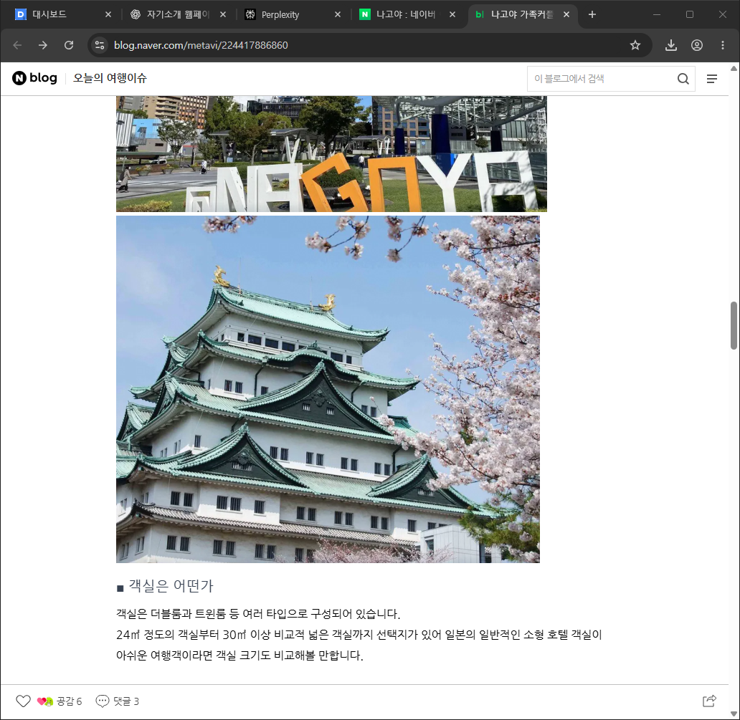 대시보드
자기소개 웹페이
Perplexity
나고야 : 네이버
나고야 가족커플
blog.naver.com/metavi/224417886860
blog
오늘의 여행이슈
이 블로그에서 검색
NAGOYA
■ 객실은 어떤가
객실은 더블룸과 트윈룸 등 여러 타입으로 구성되어 있습니다.
24㎡ 정도의 객실부터 30㎡ 이상 비교적 넓은 객실까지 선택지가 있어 일본의 일반적인 소형 호텔 객실이
아쉬운 여행객이라면 객실 크기도 비교해볼 만합니다.
공감 6
댓글 3